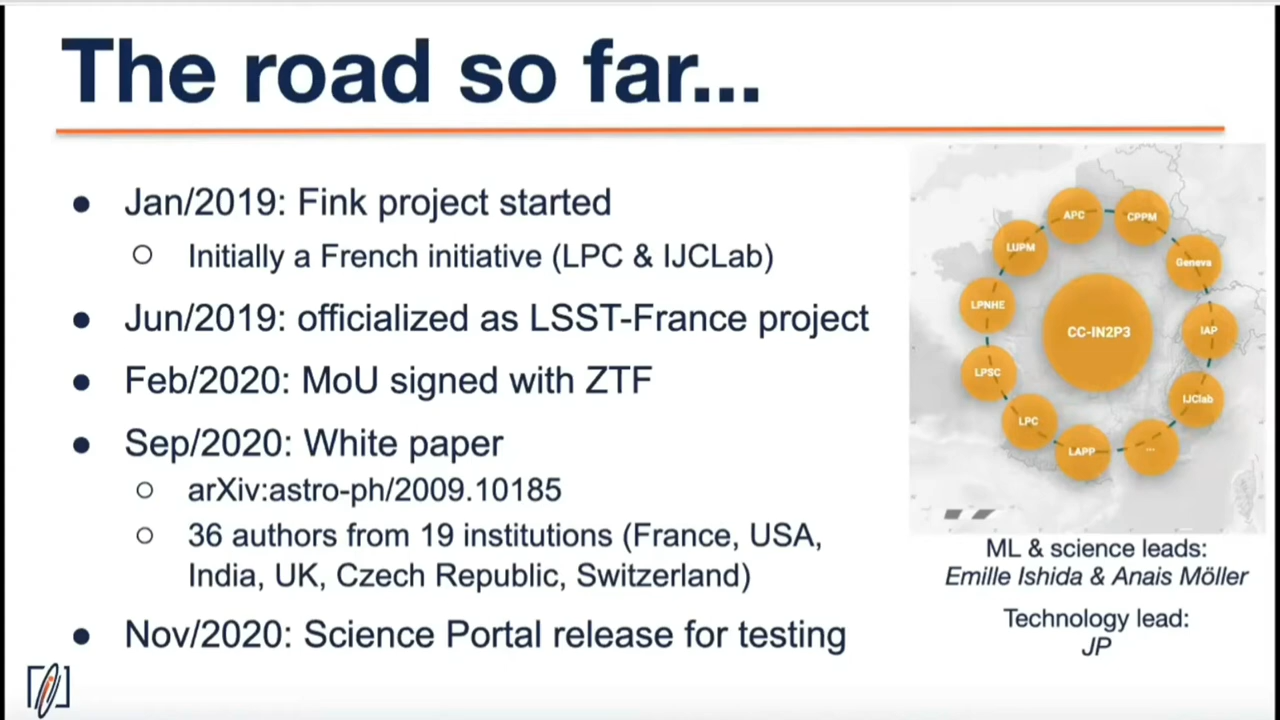 The road so far...
● Jan/2019: Fink project started
○ Initially a French initiative (LPC & IJCLab)
● Jun/2019: officialized as LSST-France project
● Feb/2020: MoU signed with ZTF
● Sep/2020: White paper
○ arXiv:astro-ph/2009.10185
○ 36 authors from 19 institutions (France, USA,
India, UK, Czech Republic, Switzerland)
● Nov/2020: Science Portal release for testing
APC
CPPM
LUPM
Geneva
LPNHE
CC-IN2P3
IAP
LPSC
IJClab
LPC
LAPP
...
ML & science leads:
Emille Ishida & Anais Möller
Technology lead:
JP